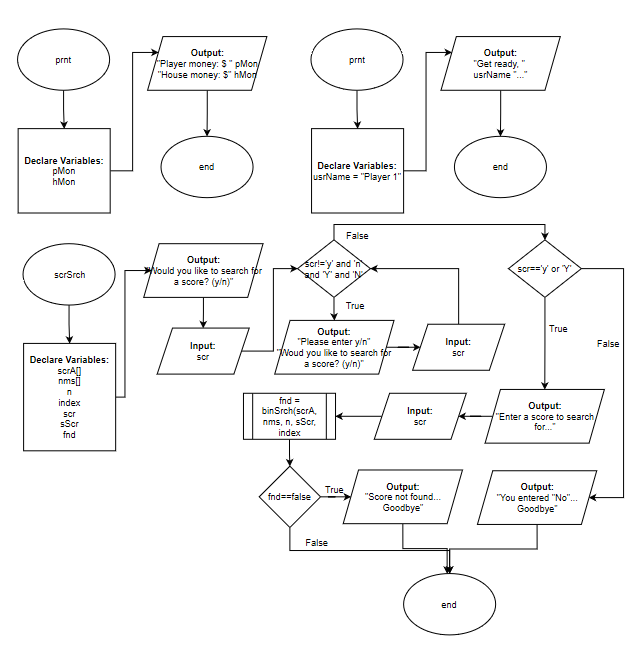 prnt
Output:
"Player money: $ " pMon
"House money: $" hMon
Declare Variables:
pMon
hMon
end
prnt
Output:
"Get ready, "
usrName "..."
Declare Variables:
usrName = "Player 1"
end
scrSrch
Output:
"Would you like to search for
a score? (y/n)"
False
scr!='y' and 'n'
and 'Y' and 'N'
scr=='y' or 'Y'
True
True
False
Input:
scr
Output:
"Please enter y/n"
"Woud you like to search for
a score? (y/n)"
Input:
scr
Declare Variables:
scrA[]
nms[]
n
index
scr
sScr
fnd
fnd =
binSrch(scrA,
nms, n, sScr,
index
Input:
scr
Output:
"Enter a score to search
for..."
fnd==false
True
Output:
"Score not found...
Goodbye"
Output:
"You entered "No"...
Goodbye"
False
end